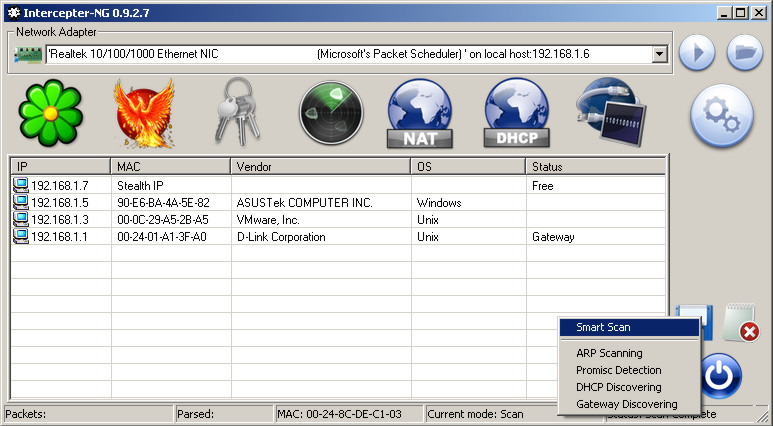 Intercepter-NG 0.9.2.7
Network Adapter
'Realtek 10/100/1000 Ethernet NIC (Microsoft's Packet Scheduler) ' on local host:192.168.1.6
NAT DHCP
IP MAC Vendor OS Status
192.168.1.7 Stealth IP Free
192.168.1.5 90-E6-BA-4A-5E-82 ASUSTek COMPUTER INC. Windows
192.168.1.3 00-0C-29-A5-2B-A5 VMware, Inc. Unix
192.168.1.1 00-24-01-A1-3F-A0 D-Link Corporation Unix Gateway
Smart Scan
ARP Scanning
Promisc Detection
DHCP Discovering
Gateway Discovering
Packets: Parsed: MAC: 00-24-8C-DE-C1-03 Current mode: Scan Status: Scan Complete